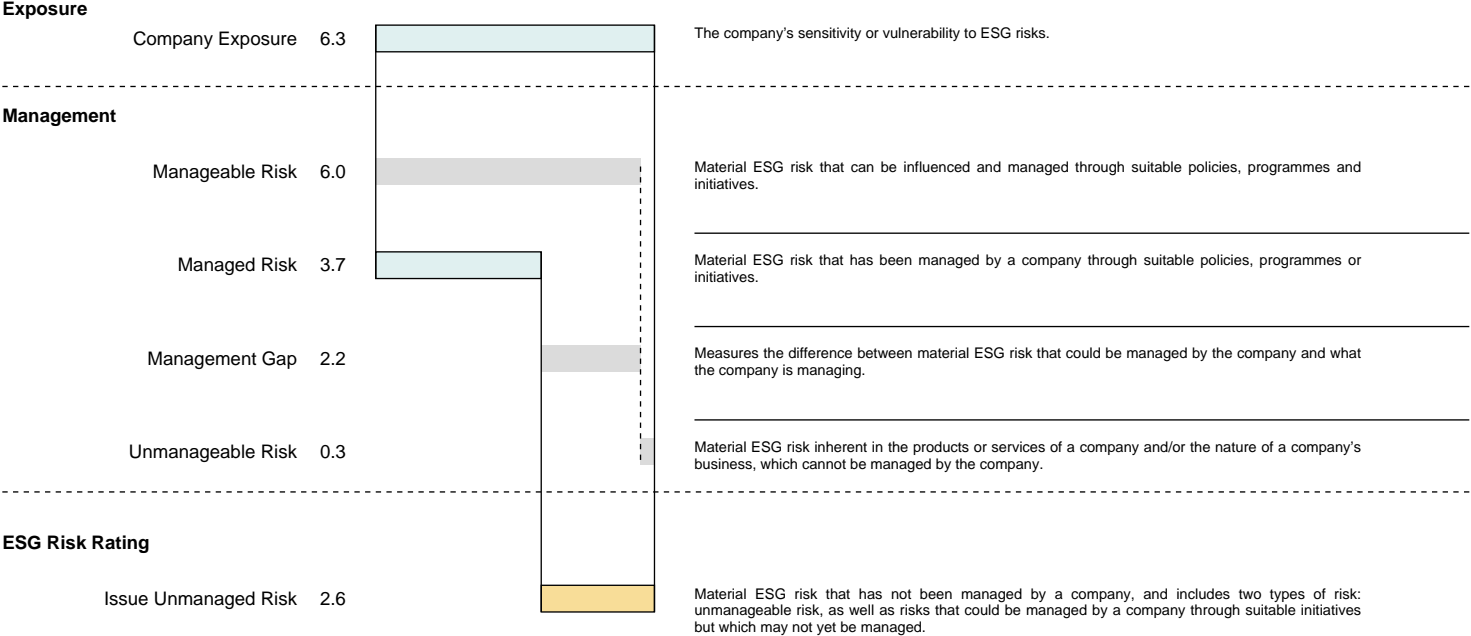 Exposure
Company Exposure 6.3
The company’s sensitivity or vulnerability to ESG risks.
Management
Manageable Risk 6.0
Material ESG risk that can be influenced and managed through suitable policies, programmes and
initiatives.
Managed Risk 3.7
Material ESG risk that has been managed by a company through suitable policies, programmes or
initiatives.
Management Gap 2.2
Measures the difference between material ESG risk that could be managed by the company and what
the company is managing.
Unmanageable Risk 0.3
Material ESG risk inherent in the products or services of a company and/or the nature of a company’s
business, which cannot be managed by the company.
ESG Risk Rating
Issue Unmanaged Risk 2.6
Material ESG risk that has not been managed by a company, and includes two types of risk:
unmanageable risk, as well as risks that could be managed by a company through suitable initiatives
but which may not yet be managed.